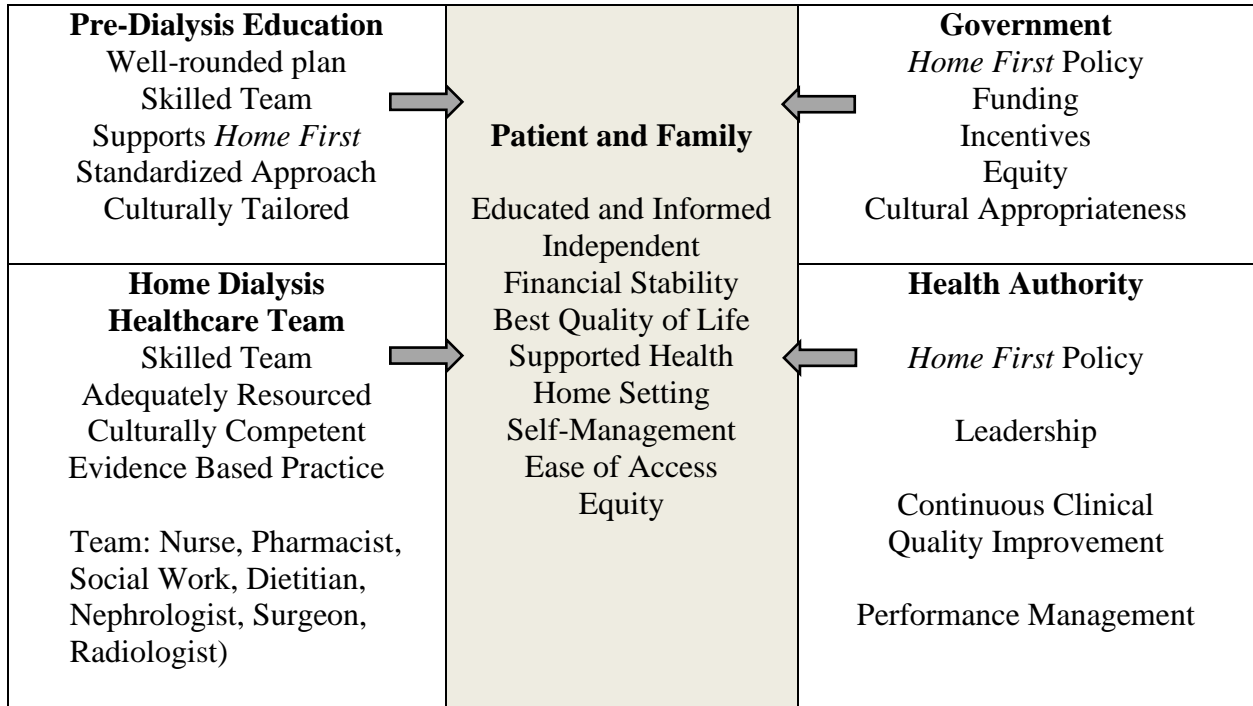 Pre-Dialysis Education
Well-rounded plan
Skilled Team
Supports Home First
Standardized Approach
Culturally Tailored
Home Dialysis
Healthcare Team
Skilled Team
Adequately Resourced
Culturally Competent
Evidence Based Practice
Team: Nurse, Pharmacist,
Social Work, Dietitian,
Nephrologist, Surgeon,
Radiologist)
Patient and Family
Educated and Informed
Independent
Financial Stability
Best Quality of Life
Supported Health
Home Setting
Self-Management
Ease of Access
Equity
Government
Home First Policy
Funding
Incentives
Equity
Cultural Appropriateness
Health Authority
Home First Policy
Leadership
Continuous Clinical
Quality Improvement
Performance Management